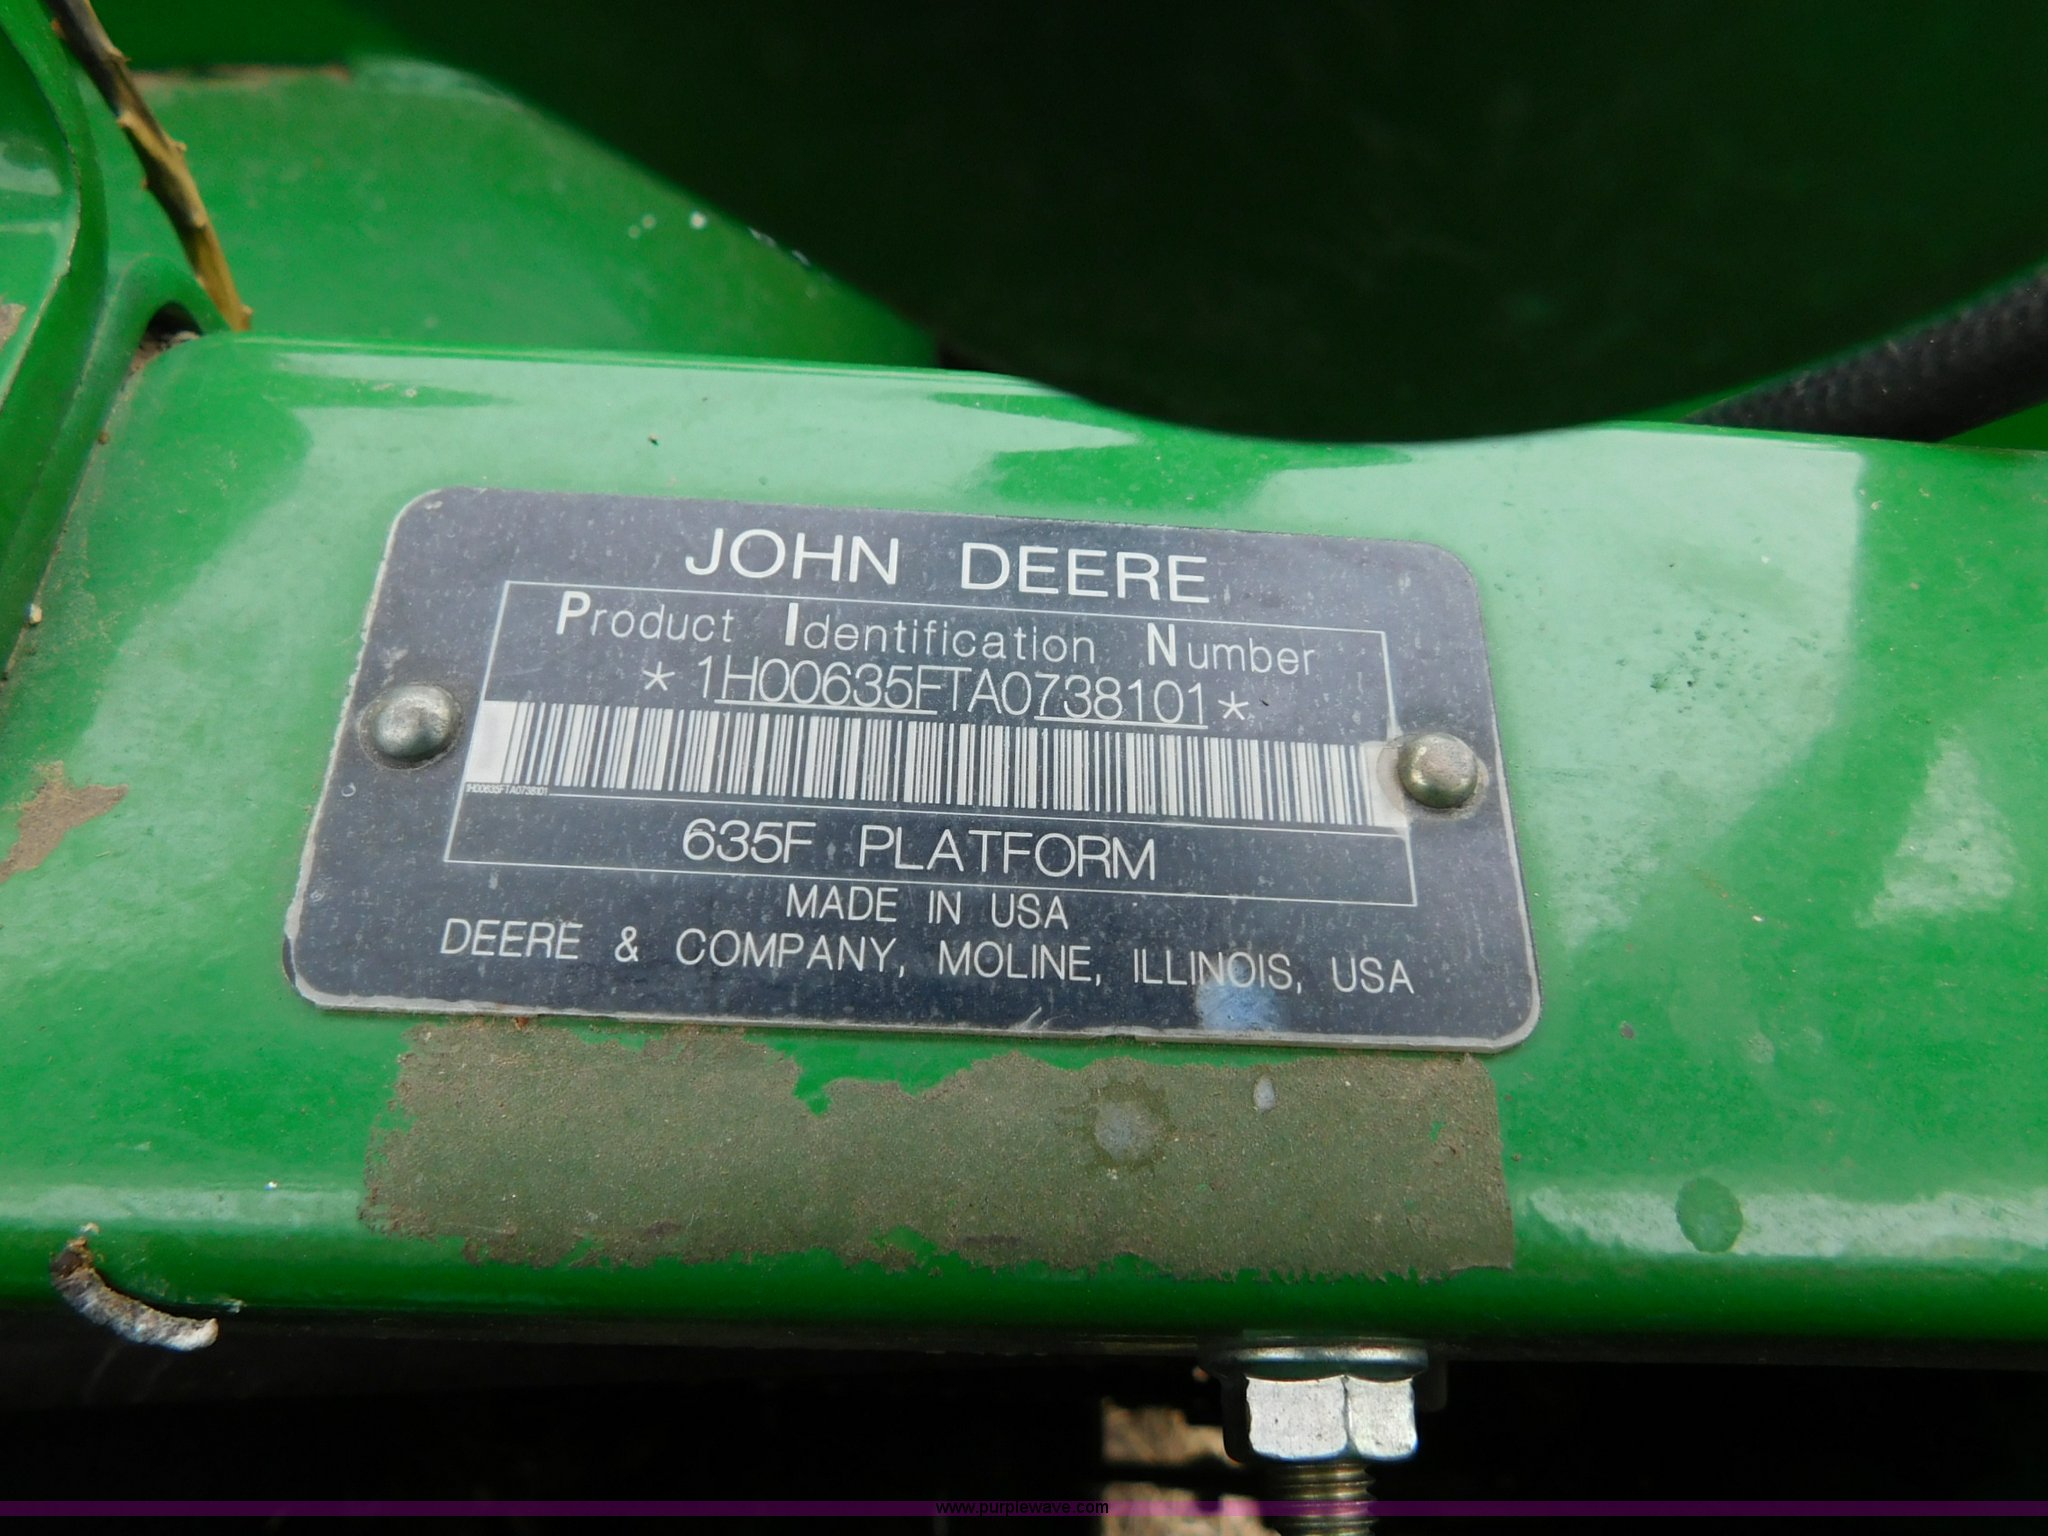 JOHN DEERE
Product Identification Number
*1H00635FTA0738101*
1H00635FTA0738101
635F PLATFORM
MADE IN USA
DEERE & COMPANY, MOLINE, ILLINOIS, USA
www.purplewave.com